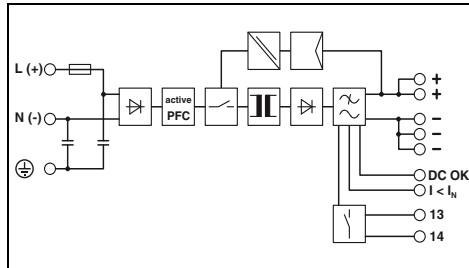 L (+)
N (-)
active
PFC
+
+
−
−
−
DC OK
I < IN
13
14